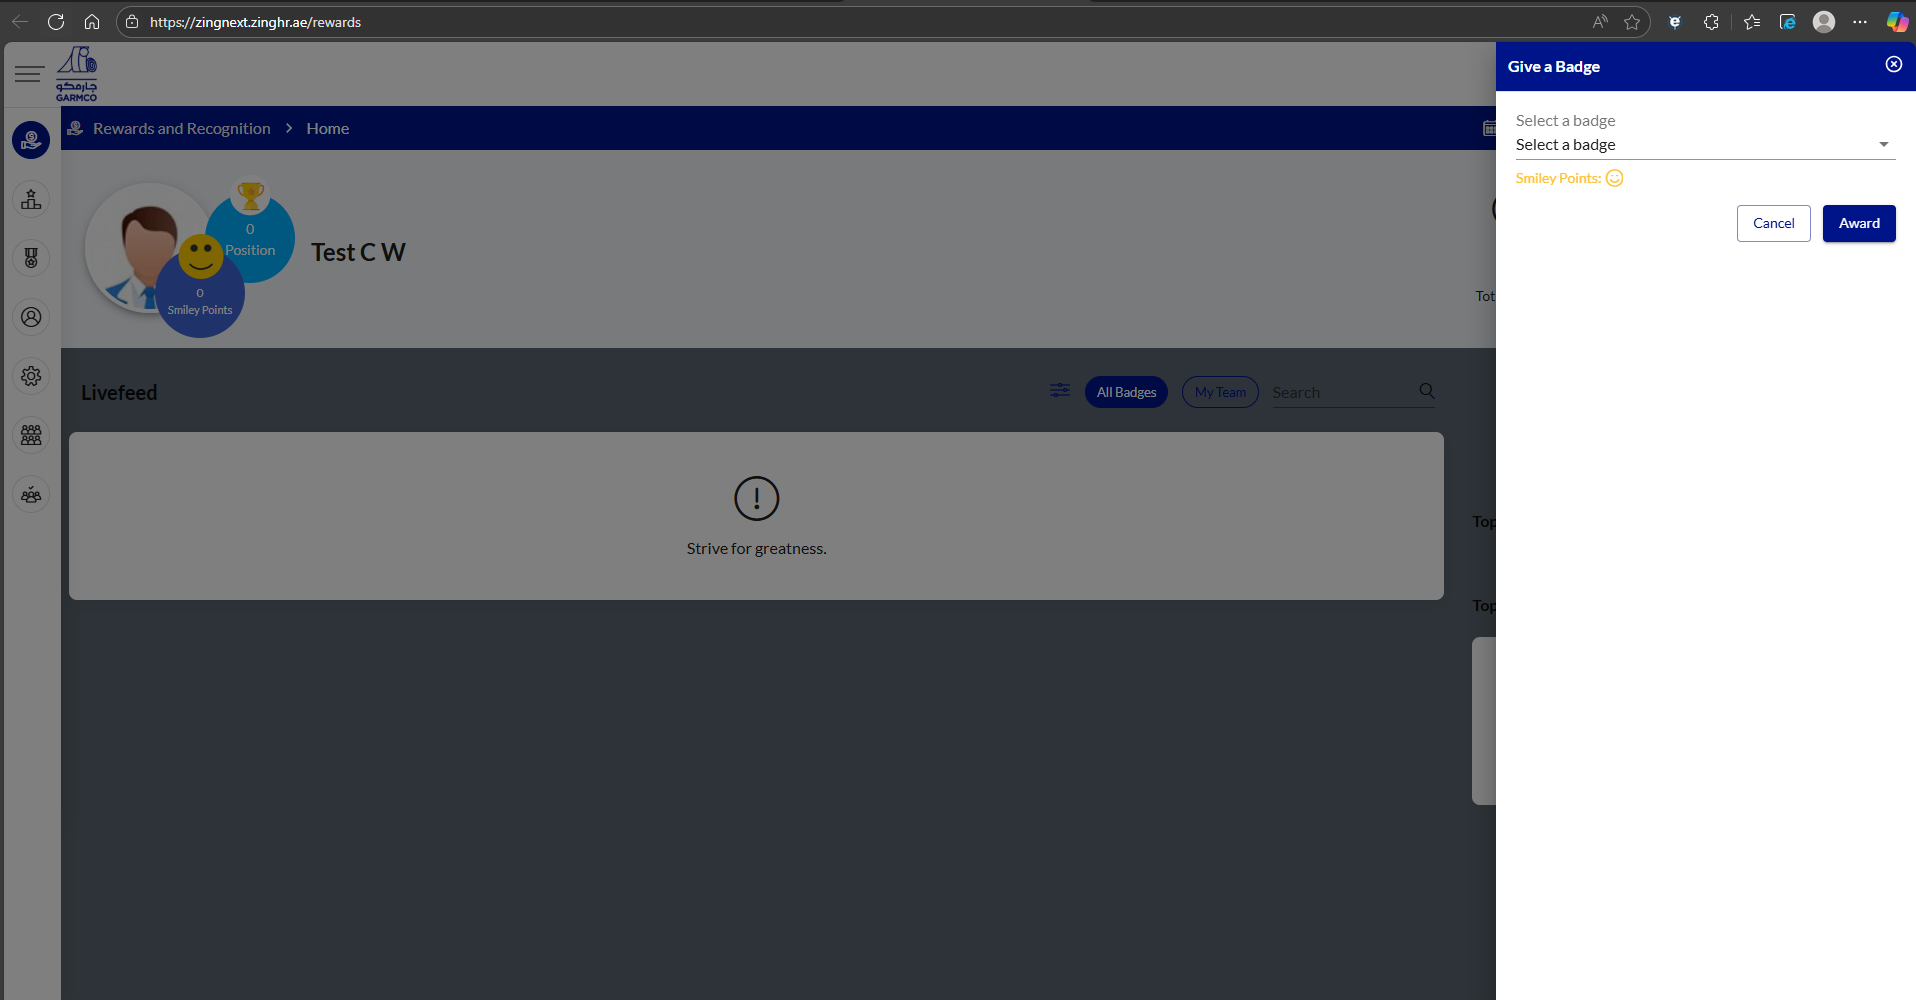 https://zingnext.zinghr.ae/rewards
جارمكو
GARMCO
Give a Badge
Rewards and Recognition > Home
Select a badge
Select a badge
Smiley Points:
Cancel
Award
0
Position
Test C W
0
Smiley Points
Tot
Livefeed
All Badges
My Team
Search
Strive for greatness.
Top
Top